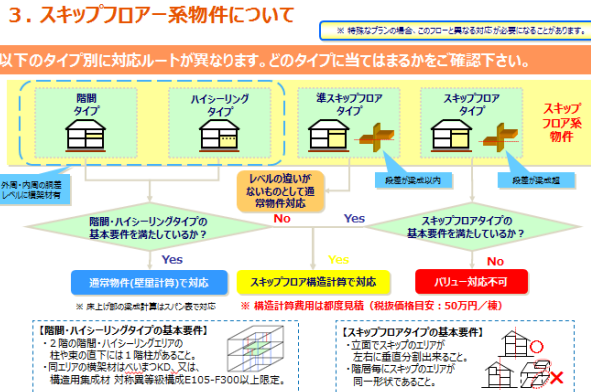 ３．スキップフロアー系物件について
※ 特殊なプランの場合、このフローと異なる対応が必要になることがあります。
以下のタイプ別に対応ルートが異なります。どのタイプに当てはまるかをご確認下さい。
階間
タイプ
ハイシーリング
タイプ
準スキップフロア
タイプ
スキップフロア
タイプ
スキップ
フロア系
物件
外周・内周の胴差
レベルに横架材有
レベルの違いが
ないものとして通
常物件対応
段差が梁成以内
段差が梁成超
階間・ハイシーリングタイプの
基本要件を満たしているか？
No
Yes
スキップフロアタイプの
基本要件を満たしているか？
Yes
Yes
No
通常物件(壁量計算)で対応
スキップフロア構造計算で対応
バリュー対応不可
※ 床上げ部の梁成計算はスパン表で対応
※ 構造計算費用は都度見積（税抜価格目安：50万円／棟）
【階間・ハイシーリングタイプの基本要件】
・２階の階間・ハイシーリングエリアの
柱や束の直下には１階柱があること。
・同エリアの横架材はべいまつKD、又は、
構造用集成材 対称異等級構成E105-F300以上限定。
【スキップフロアタイプの基本要件】
・立面でスキップのエリアが
左右に垂直分割出来ること。
・階層毎にスキップのエリアが
同一形状であること。